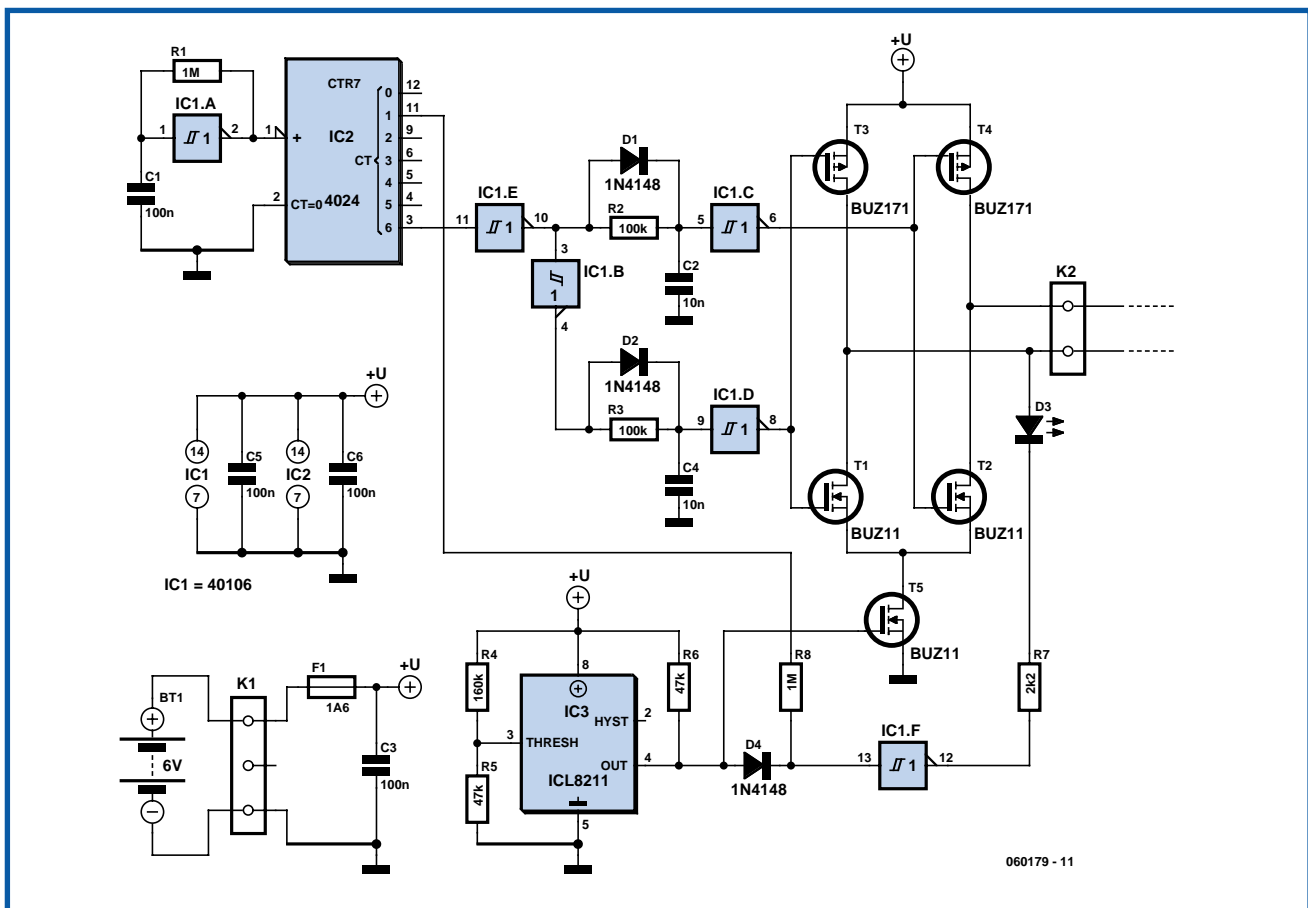 R1
1M
IC1.A
1
1
2
C1
100n
CTR7
IC2
1
+
2
CT=0
4024
CT
0
1
2
3
4
5
6
12
11
9
6
5
4
3
IC1.E
11
1
10
3
IC1.B
1
4
D1
1N4148
R2
100k
C2
10n
IC1.C
5
1
6
D2
1N4148
R3
100k
C4
10n
IC1.D
9
1
8
+U
T3
BUZ171
T4
BUZ171
K2
T1
BUZ11
T2
BUZ11
D3
T5
BUZ11
R7
2k2
+U
14
IC1
7
C5
100n
14
IC2
7
C6
100n
IC1 = 40106
BT1
6V
K1
F1
1A6
+U
C3
100n
+U
R4
160k
R5
47k
8
IC3
HYST
2
3
THRESH
OUT
4
ICL8211
5
R6
47k
R8
1M
D4
1N4148
IC1.F
13
1
12
060179 - 11